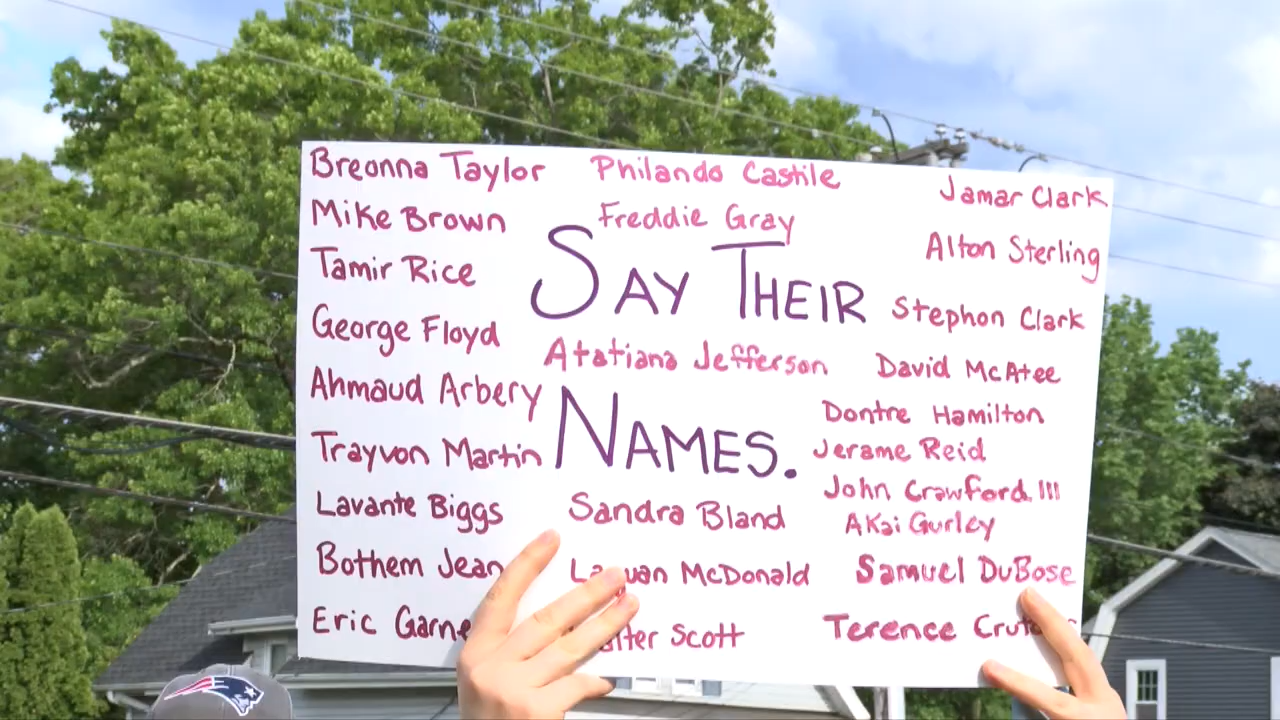 Breonna Taylor
Mike Brown
Tamir Rice
George Floyd
Ahmaud Arbery
Trayvon Martin
Lavante Biggs
Bothem Jean
Eric
Philando Castile
Freddie Gray
SAY THEIR
Atatiana Jefferson
NAMES.
Sandra Bland
McDonald
Scott
Jamar Clark
Alton Sterling
Stephon Clark
David McAtee
Dontre Hamilton
Jerame Reid
John Crawford III
Akai Gurley
Samuel DuBose
Terence